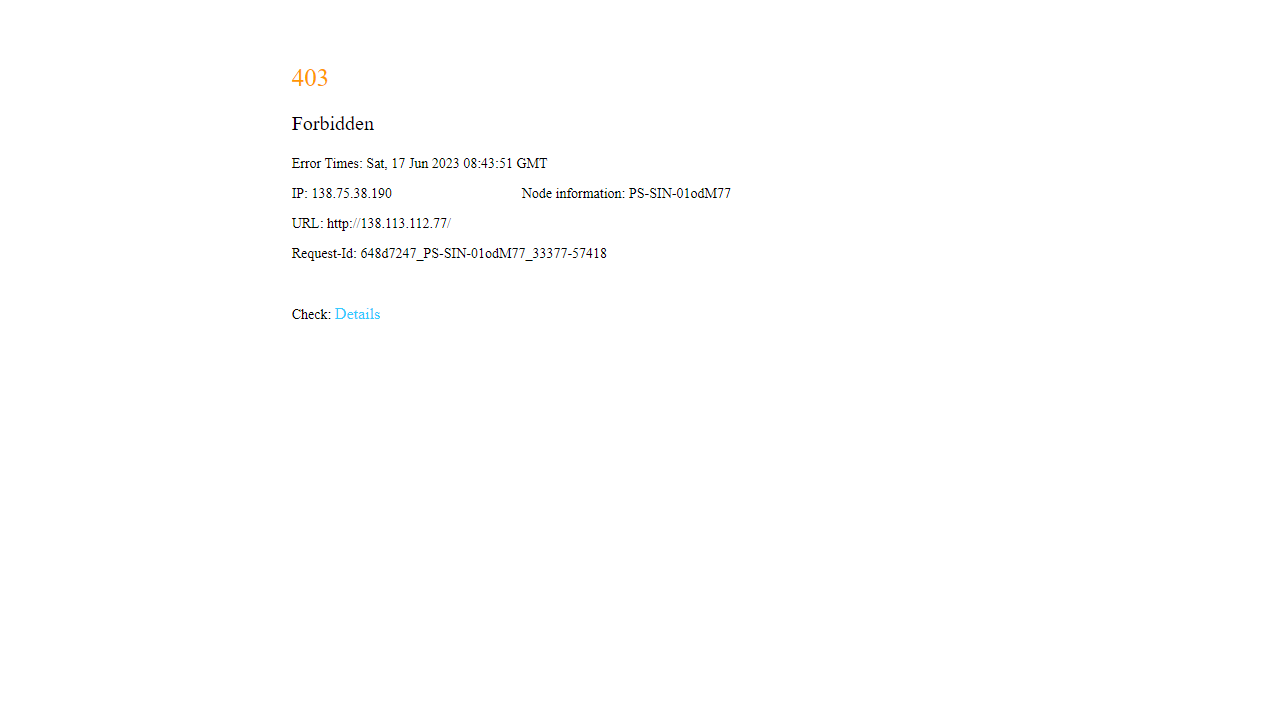 403
Forbidden
Error Times: Sat, 17 Jun 2023 08:43:51 GMT
IP: 138.75.38.190 Node information: PS-SIN-01odM77
URL: http://138.113.112.77/
Request-Id: 648d7247_PS-SIN-01odM77_33377-57418
Check: Details